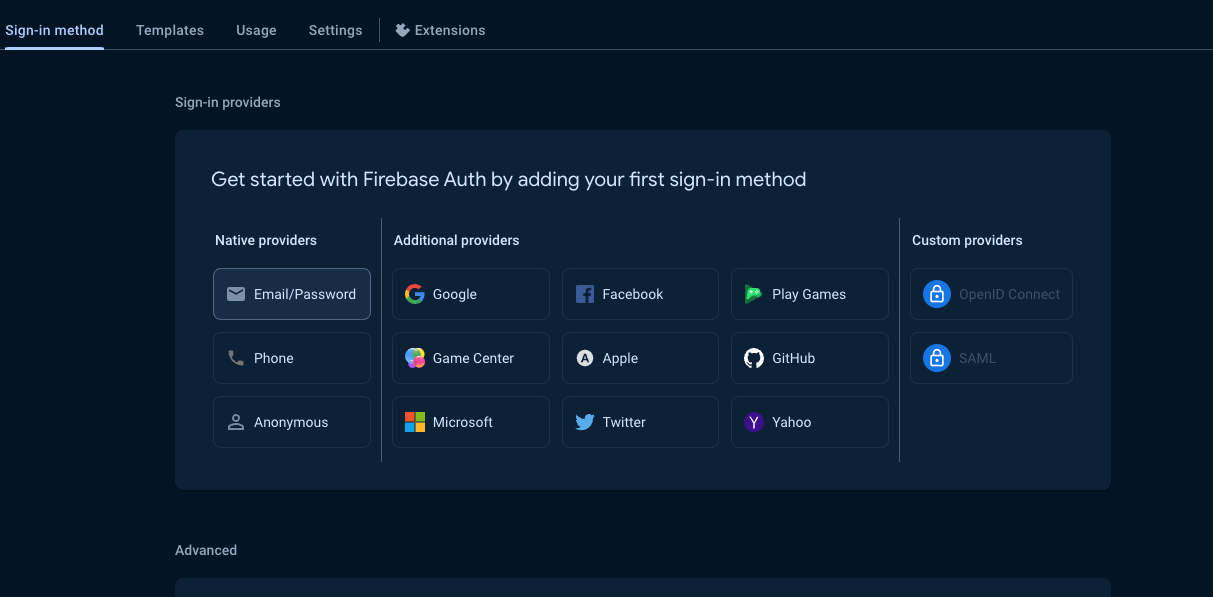 Sign-in method Templates Usage Settings Extensions
Sign-in providers
Get started with Firebase Auth by adding your first sign-in method
Native providers Additional providers Custom providers
Email/Password Google Facebook Play Games OpenID Connect
Phone Game Center Apple GitHub SAML
Anonymous Microsoft Twitter Yahoo
Advanced